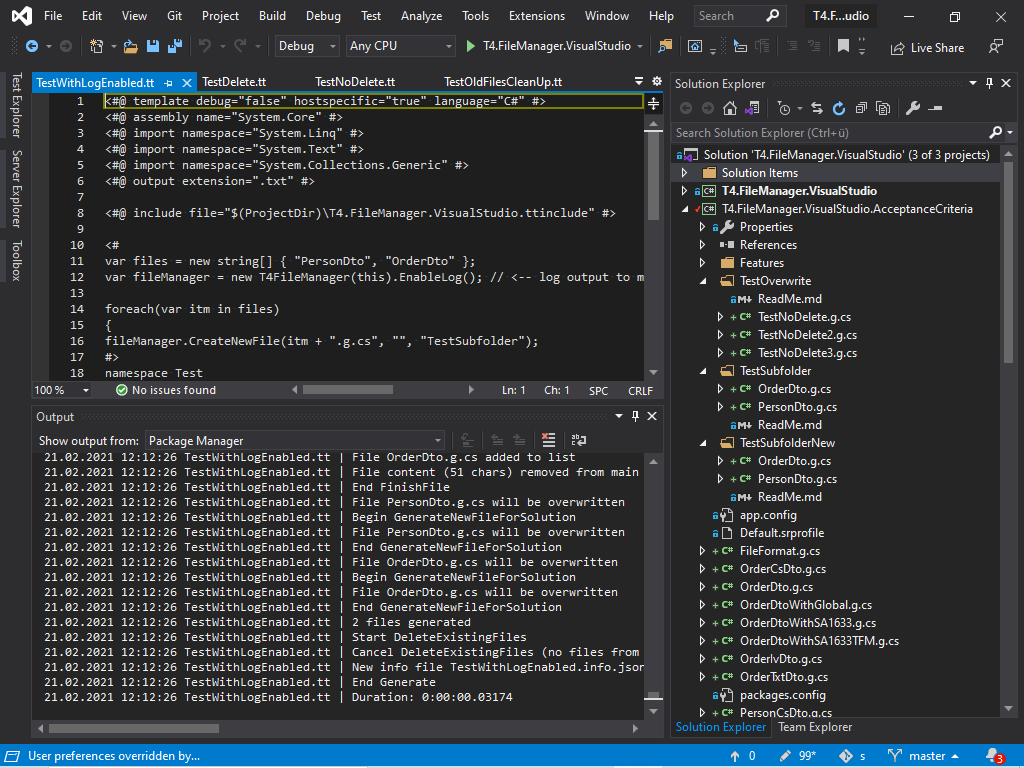 File Edit View Git Project Build Debug Test Analyze Tools Extensions Window Help Search T4.F...udio
Debug Any CPU T4.FileManager.VisualStudio Live Share
Test Explorer
Server Explorer
Toolbox
TestWithLogEnabled.tt TestDelete.tt TestNoDelete.tt TestOldFilesCleanUp.tt
1 <#@ template debug="false" hostspecific="true" language="C#" #>
2 <#@ assembly name="System.Core" #>
3 <#@ import namespace="System.Linq" #>
4 <#@ import namespace="System.Text" #>
5 <#@ import namespace="System.Collections.Generic" #>
6 <#@ output extension=".txt" #>
7
8 <#@ include file="$(ProjectDir)\T4.FileManager.VisualStudio.ttinclude" #>
9
10 <#
11 var files = new string[] { "PersonDto", "OrderDto" };
12 var fileManager = new T4FileManager(this).EnableLog(); // <-- log output to m
13
14 foreach(var itm in files)
15 {
16 fileManager.CreateNewFile(itm + ".g.cs", "", "TestSubfolder");
17 #>
18 namespace Test
100 % No issues found Ln: 1 Ch: 1 SPC CRLF
Output
Show output from: Package Manager
21.02.2021 12:12:26 TestWithLogEnabled.tt | File OrderDto.g.cs added to list
21.02.2021 12:12:26 TestWithLogEnabled.tt | File content (51 chars) removed from main
21.02.2021 12:12:26 TestWithLogEnabled.tt | End FinishFile
21.02.2021 12:12:26 TestWithLogEnabled.tt | File PersonDto.g.cs will be overwritten
21.02.2021 12:12:26 TestWithLogEnabled.tt | Begin GenerateNewFileForSolution
21.02.2021 12:12:26 TestWithLogEnabled.tt | File PersonDto.g.cs will be overwritten
21.02.2021 12:12:26 TestWithLogEnabled.tt | End GenerateNewFileForSolution
21.02.2021 12:12:26 TestWithLogEnabled.tt | File OrderDto.g.cs will be overwritten
21.02.2021 12:12:26 TestWithLogEnabled.tt | Begin GenerateNewFileForSolution
21.02.2021 12:12:26 TestWithLogEnabled.tt | File OrderDto.g.cs will be overwritten
21.02.2021 12:12:26 TestWithLogEnabled.tt | End GenerateNewFileForSolution
21.02.2021 12:12:26 TestWithLogEnabled.tt | 2 files generated
21.02.2021 12:12:26 TestWithLogEnabled.tt | Start DeleteExistingFiles
21.02.2021 12:12:26 TestWithLogEnabled.tt | Cancel DeleteExistingFiles (no files from
21.02.2021 12:12:26 TestWithLogEnabled.tt | New info file TestWithLogEnabled.info.json
21.02.2021 12:12:26 TestWithLogEnabled.tt | End Generate
21.02.2021 12:12:26 TestWithLogEnabled.tt | Duration: 0:00:00.03174
Solution Explorer
Search Solution Explorer (Ctrl+ü)
Solution 'T4.FileManager.VisualStudio' (3 of 3 projects)
Solution Items
C# T4.FileManager.VisualStudio
C# T4.FileManager.VisualStudio.AcceptanceCriteria
Properties
References
Features
TestOverwrite
M↓ ReadMe.md
+ C# TestNoDelete.g.cs
+ C# TestNoDelete2.g.cs
+ C# TestNoDelete3.g.cs
TestSubfolder
+ C# OrderDto.g.cs
+ C# PersonDto.g.cs
M↓ ReadMe.md
TestSubfolderNew
+ C# OrderDto.g.cs
+ C# PersonDto.g.cs
M↓ ReadMe.md
app.config
Default.srprofile
+ C# FileFormat.g.cs
+ C# OrderCsDto.g.cs
+ C# OrderDto.g.cs
+ C# OrderDtoWithGlobal.g.cs
+ C# OrderDtoWithSA1633.g.cs
+ C# OrderDtoWithSA1633TFM.g.cs
+ C# OrderIvDto.g.cs
+ C# OrderTxtDto.g.cs
packages.config
+ C# PersonCsDto.g.cs
Solution Explorer Team Explorer
User preferences overridden by... 0 99* s master 3